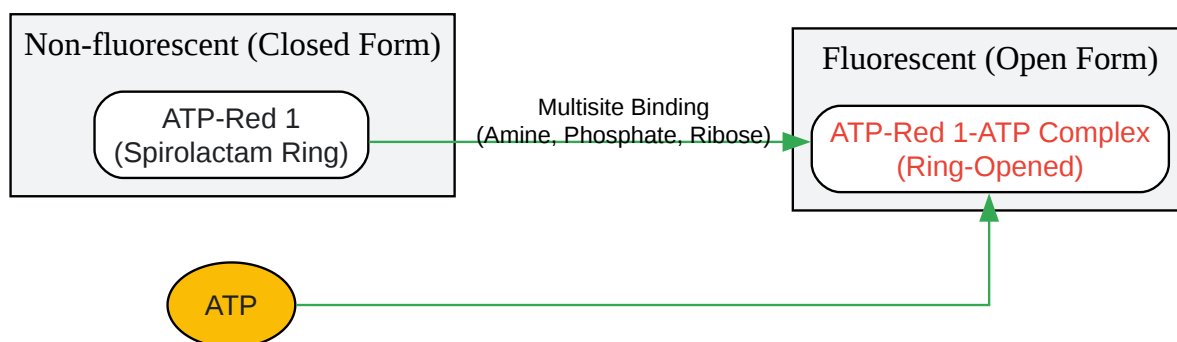 Non-fluorescent (Closed Form)
ATP-Red 1
(Spirolactam Ring)
Multisite Binding
(Amine, Phosphate, Ribose)
Fluorescent (Open Form)
ATP-Red 1-ATP Complex
(Ring-Opened)
ATP